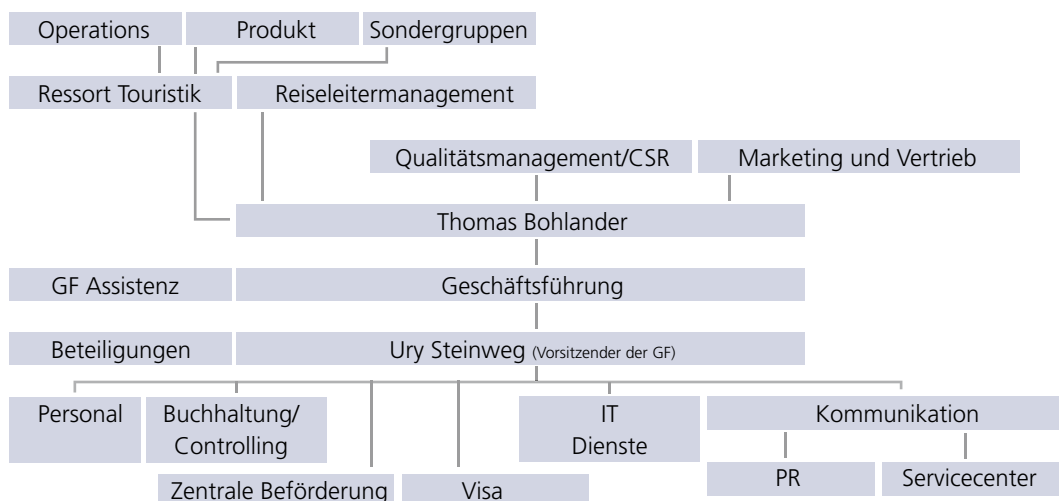 Operations Produkt Sondergruppen
Ressort Touristik Reiseleitermanagement
Qualitätsmanagement/CSR Marketing und Vertrieb
Thomas Bohlander
GF Assistenz Geschäftsführung
Beteiligungen Ury Steinweg (Vorsitzender der GF)
Personal Buchhaltung/ IT Kommunikation
Controlling Dienste
Zentrale Beförderung Visa PR Servicecenter